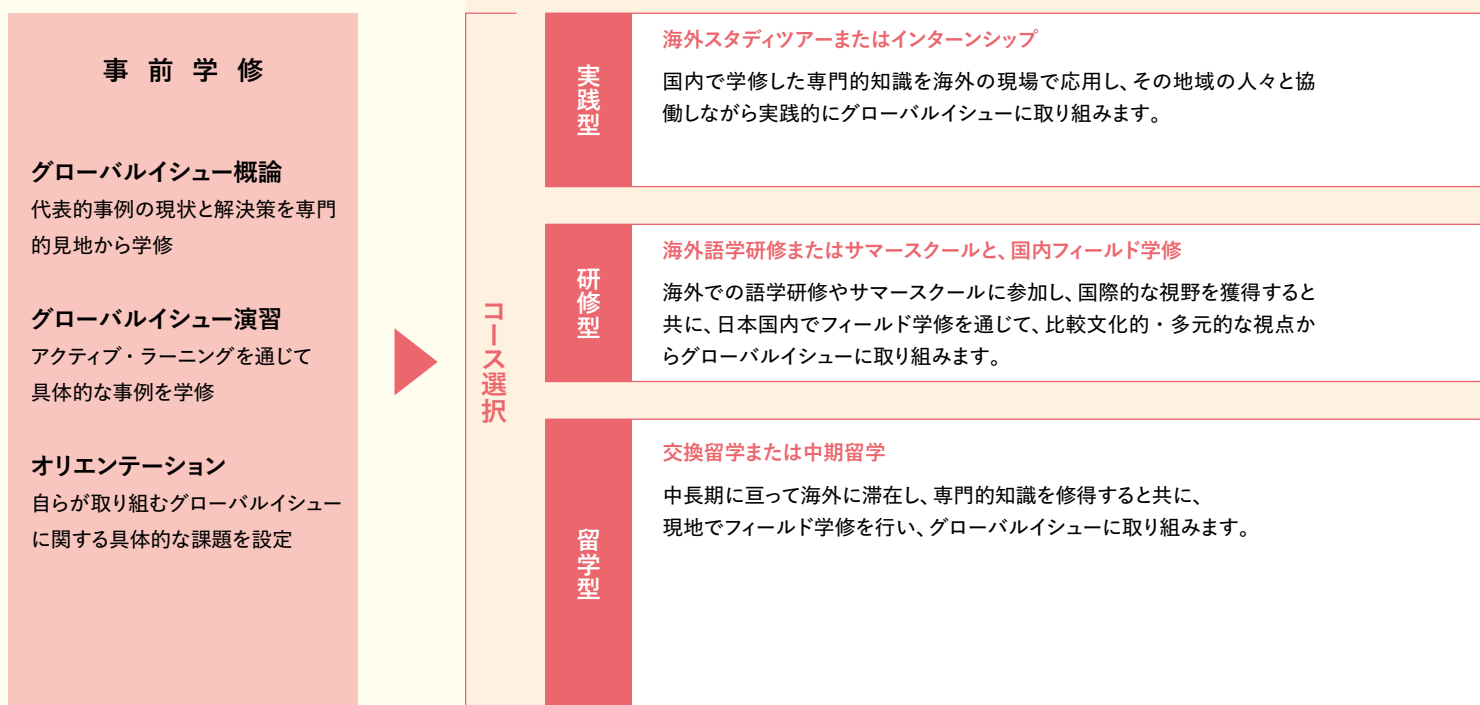 事前学修
グローバルイシュー概論
代表的事例の現状と解決策を専門
的見地から学修
グローバルイシュー演習
アクティブ・ラーニングを通じて
具体的な事例を学修
オリエンテーション
自らが取り組むグローバルイシュー
に関する具体的な課題を設定
コース選択
実践型
海外スタディツアーまたはインターンシップ
国内で学修した専門的知識を海外の現場で応用し、その地域の人々と協
働しながら実践的にグローバルイシューに取り組みます。
研修型
海外語学研修またはサマースクールと、国内フィールド学修
海外での語学研修やサマースクールに参加し、国際的な視野を獲得すると
共に、日本国内でフィールド学修を通じて、比較文化的・多元的な視点か
らグローバルイシューに取り組みます。
留学型
交換留学または中期留学
中長期に亘って海外に滞在し、専門的知識を修得すると共に、
現地でフィールド学修を行い、グローバルイシューに取り組みます。